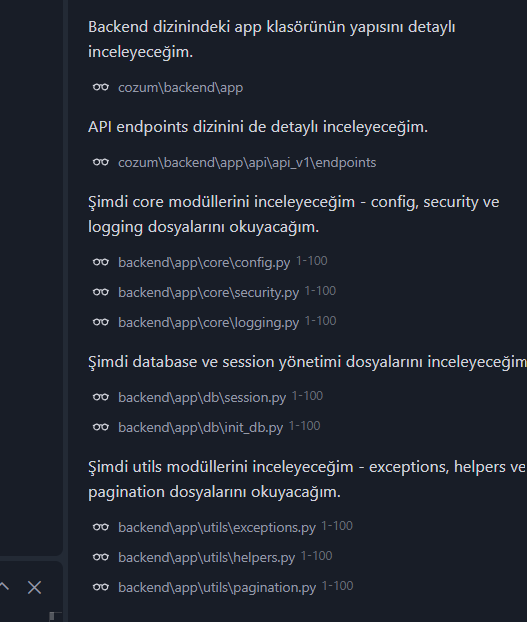 Backend dizinindeki app klasörünün yapısını detaylı
inceleyeceğim.
cozum\backend\app
API endpoints dizinini de detaylı inceleyeceğim.
cozum\backend\app\api\api_v1\endpoints
Şimdi core modüllerini inceleyeceğim - config, security ve
logging dosyalarını okuyacağım.
backend\app\core\config.py 1-100
backend\app\core\security.py 1-100
backend\app\core\logging.py 1-100
Şimdi database ve session yönetimi dosyalarını inceleyeceğim
backend\app\db\session.py 1-100
backend\app\db\init_db.py 1-100
Şimdi utils modüllerini inceleyeceğim - exceptions, helpers ve
pagination dosyalarını okuyacağım.
backend\app\utils\exceptions.py 1-100
backend\app\utils\helpers.py 1-100
backend\app\utils\pagination.py 1-100